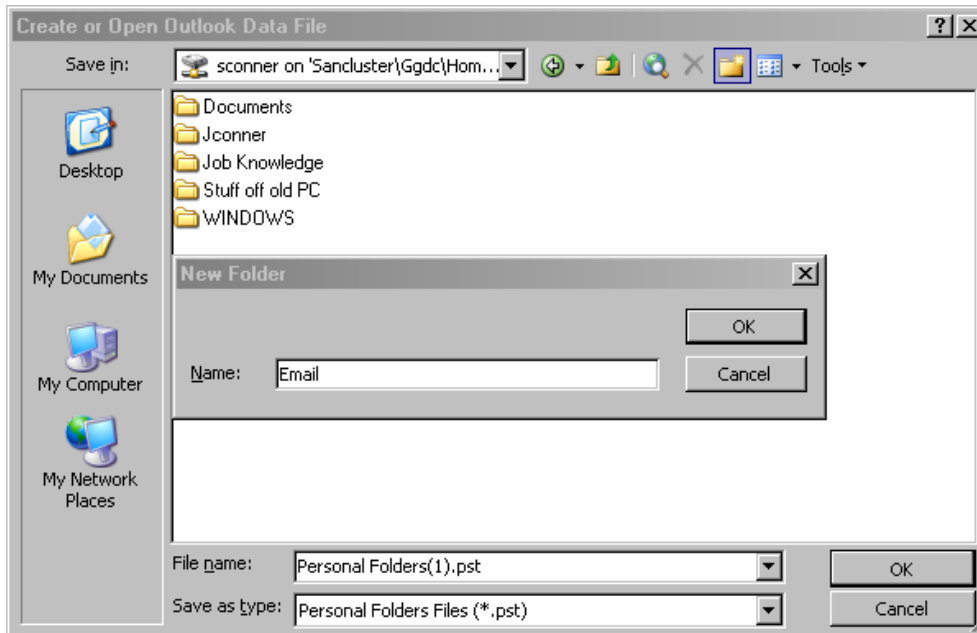 Create or Open Outlook Data File
Save in:
sconner on 'Sancluster\Ggdc\Hom...
Tools
Desktop
My Documents
My Computer
My Network Places
Documents
Jconner
Job Knowledge
Stuff off old PC
WINDOWS
New Folder
OK
Name:
Email
Cancel
File name:
Personal Folders(1).pst
OK
Save as type:
Personal Folders Files (*.pst)
Cancel